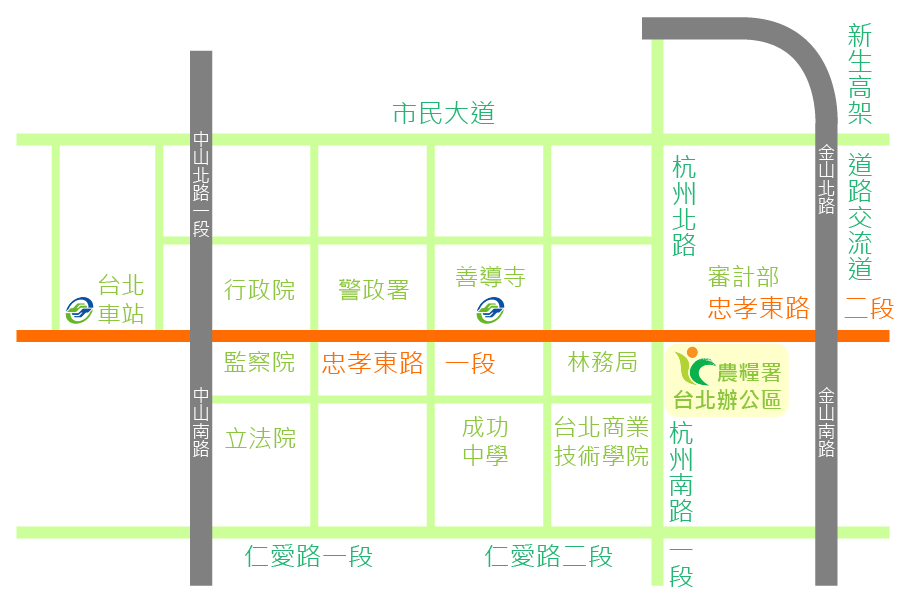 新生高架
道路交流道
市民大道
中山北路一段
金山北路
杭州北路
台北
車站
行政院
警政署
善導寺
審計部
忠孝東路
二段
監察院
忠孝東路
一段
林務局
農糧署
台北辦公區
中山南路
金山南路
立法院
成功
中學
台北商業
技術學院
杭州南路一段
仁愛路一段
仁愛路二段